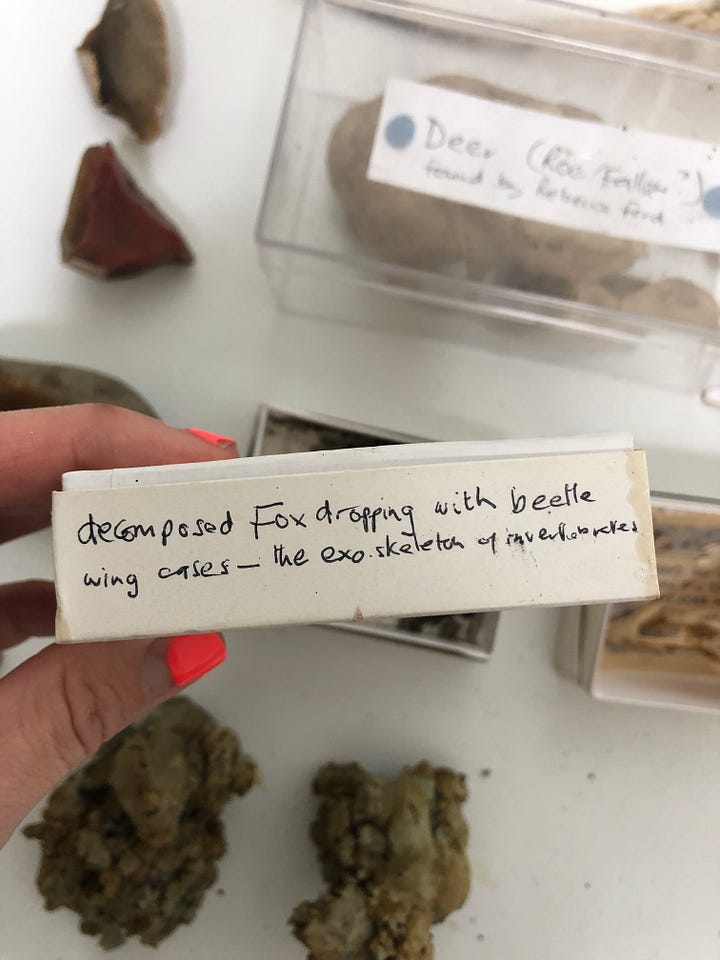 Deer (Roe Fallow?)
found by Rebecca Ford
decomposed Fox dropping with beetle
wing cases – the exo.skeleton of invertebrates